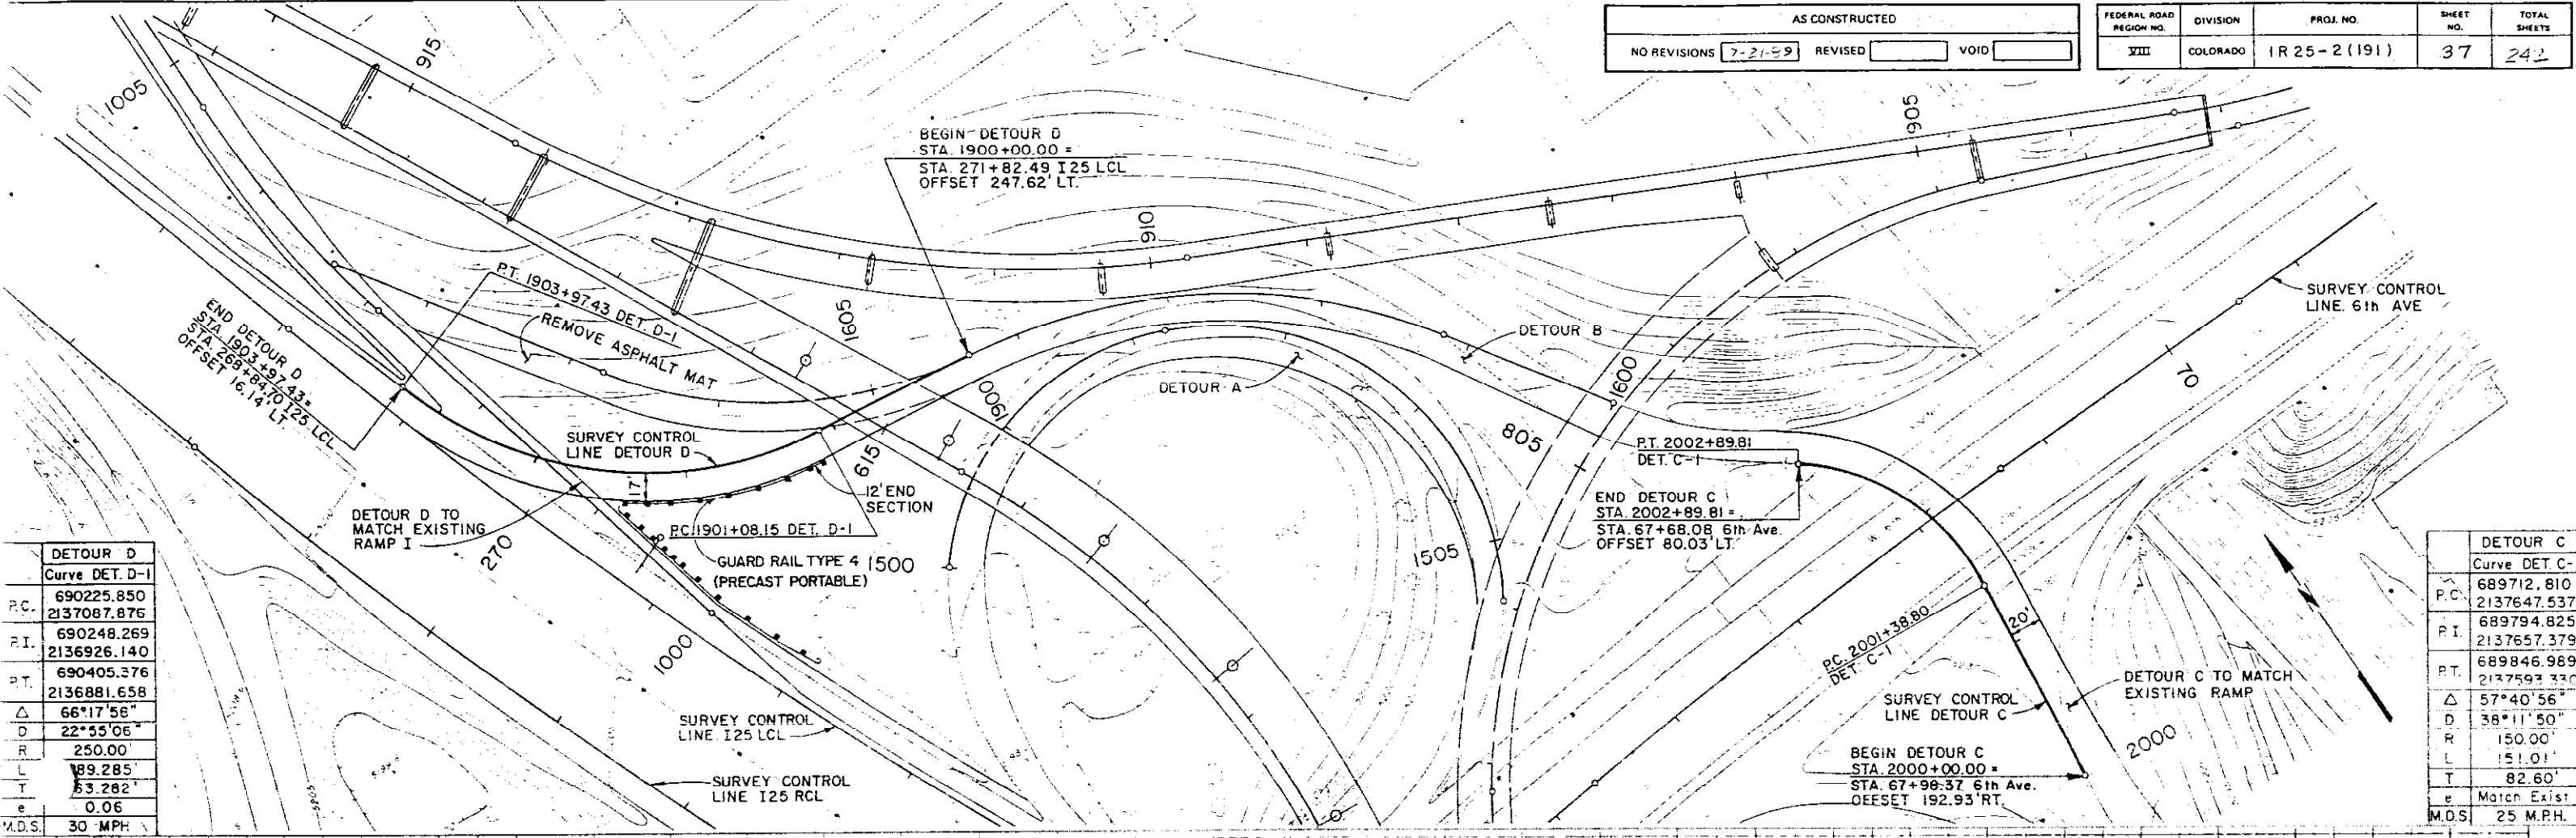 AS CONSTRUCTED
NO REVISIONS 7-21-89 REVISED VOID
FEDERAL ROAD REGION NO. DIVISION PROJ. NO. SHEET NO. TOTAL SHEETS
VIII COLORADO IR 25-2(191) 37
1005
915
905
910
BEGIN DETOUR D
STA. 1900+00.00 =
STA. 271+82.49 I25 LCL
OFFSET 247.62' LT.
P.T. 1903+97.43 DET. D-1
REMOVE ASPHALT MAT
END DETOUR D
STA. 1903+97.43=
STA. 268+84.70 I25 LCL
OFFSET 16.14 LT.
1605
1900
DETOUR A
DETOUR B
1600
805
SURVEY CONTROL
LINE 6th AVE
70
SURVEY CONTROL
LINE DETOUR D
17'
615
12' END
SECTION
DETOUR D TO
MATCH EXISTING
RAMP I
270
P.C. 1901+08.15 DET. D-1
GUARD RAIL TYPE 4
(PRECAST PORTABLE)
1500
1000
1505
P.T. 2002+89.81
DET. C-1
END DETOUR C
STA. 2002+89.81 =
STA. 67+68.08 6th Ave.
OFFSET 80.03' LT.
P.C. 2001+38.80
DET. C-1
20'
SURVEY CONTROL
LINE DETOUR C
DETOUR C TO MATCH
EXISTING RAMP
2000
BEGIN DETOUR C
STA. 2000+00.00 =
STA. 67+98.37 6th Ave.
OFFSET 192.93' RT.
SURVEY CONTROL
LINE I25 LCL
SURVEY CONTROL
LINE I25 RCL
DETOUR D
Curve DET. D-1
P.C. 690225.850
2137087.876
P.I. 690248.269
2136926.140
P.T. 690405.376
2136881.658
Δ 66°17'56"
D 22°55'06"
R 250.00'
L
T
e 0.06
M.D.S. 30 MPH
DETOUR C
Curve DET. C-
P.C. 689712.810
2137647.537
P.I. 689794.825
2137657.379
P.T. 689846.989
2137593.330
Δ 57°40'56"
D 38°11'50"
R 150.00'
L 151.01'
T 82.60'
e Match Exist
M.D.S. 25 M.P.H.